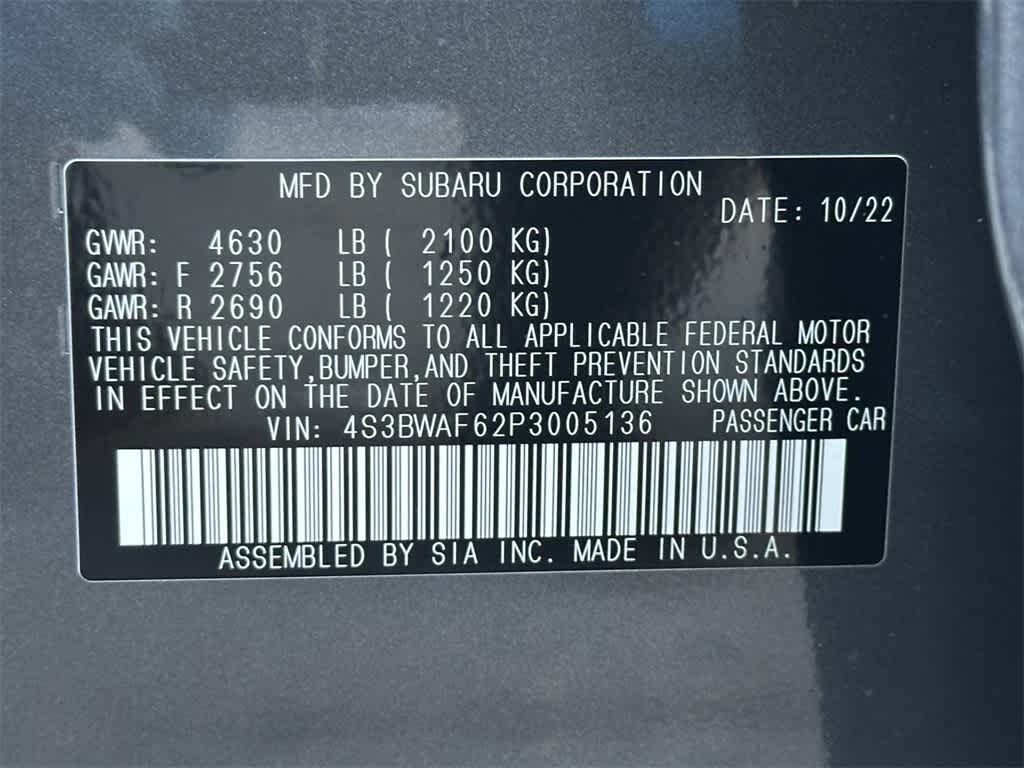 MFD BY SUBARU CORPORATION
DATE: 10/22
GVWR: 4630 LB ( 2100 KG)
GAWR: F 2756 LB ( 1250 KG)
GAWR: R 2690 LB ( 1220 KG)
THIS VEHICLE CONFORMS TO ALL APPLICABLE FEDERAL MOTOR
VEHICLE SAFETY,BUMPER,AND THEFT PREVENTION STANDARDS
IN EFFECT ON THE DATE OF MANUFACTURE SHOWN ABOVE.
VIN: 4S3BWAF62P3005136 PASSENGER CAR
ASSEMBLED BY SIA INC. MADE IN U.S.A.